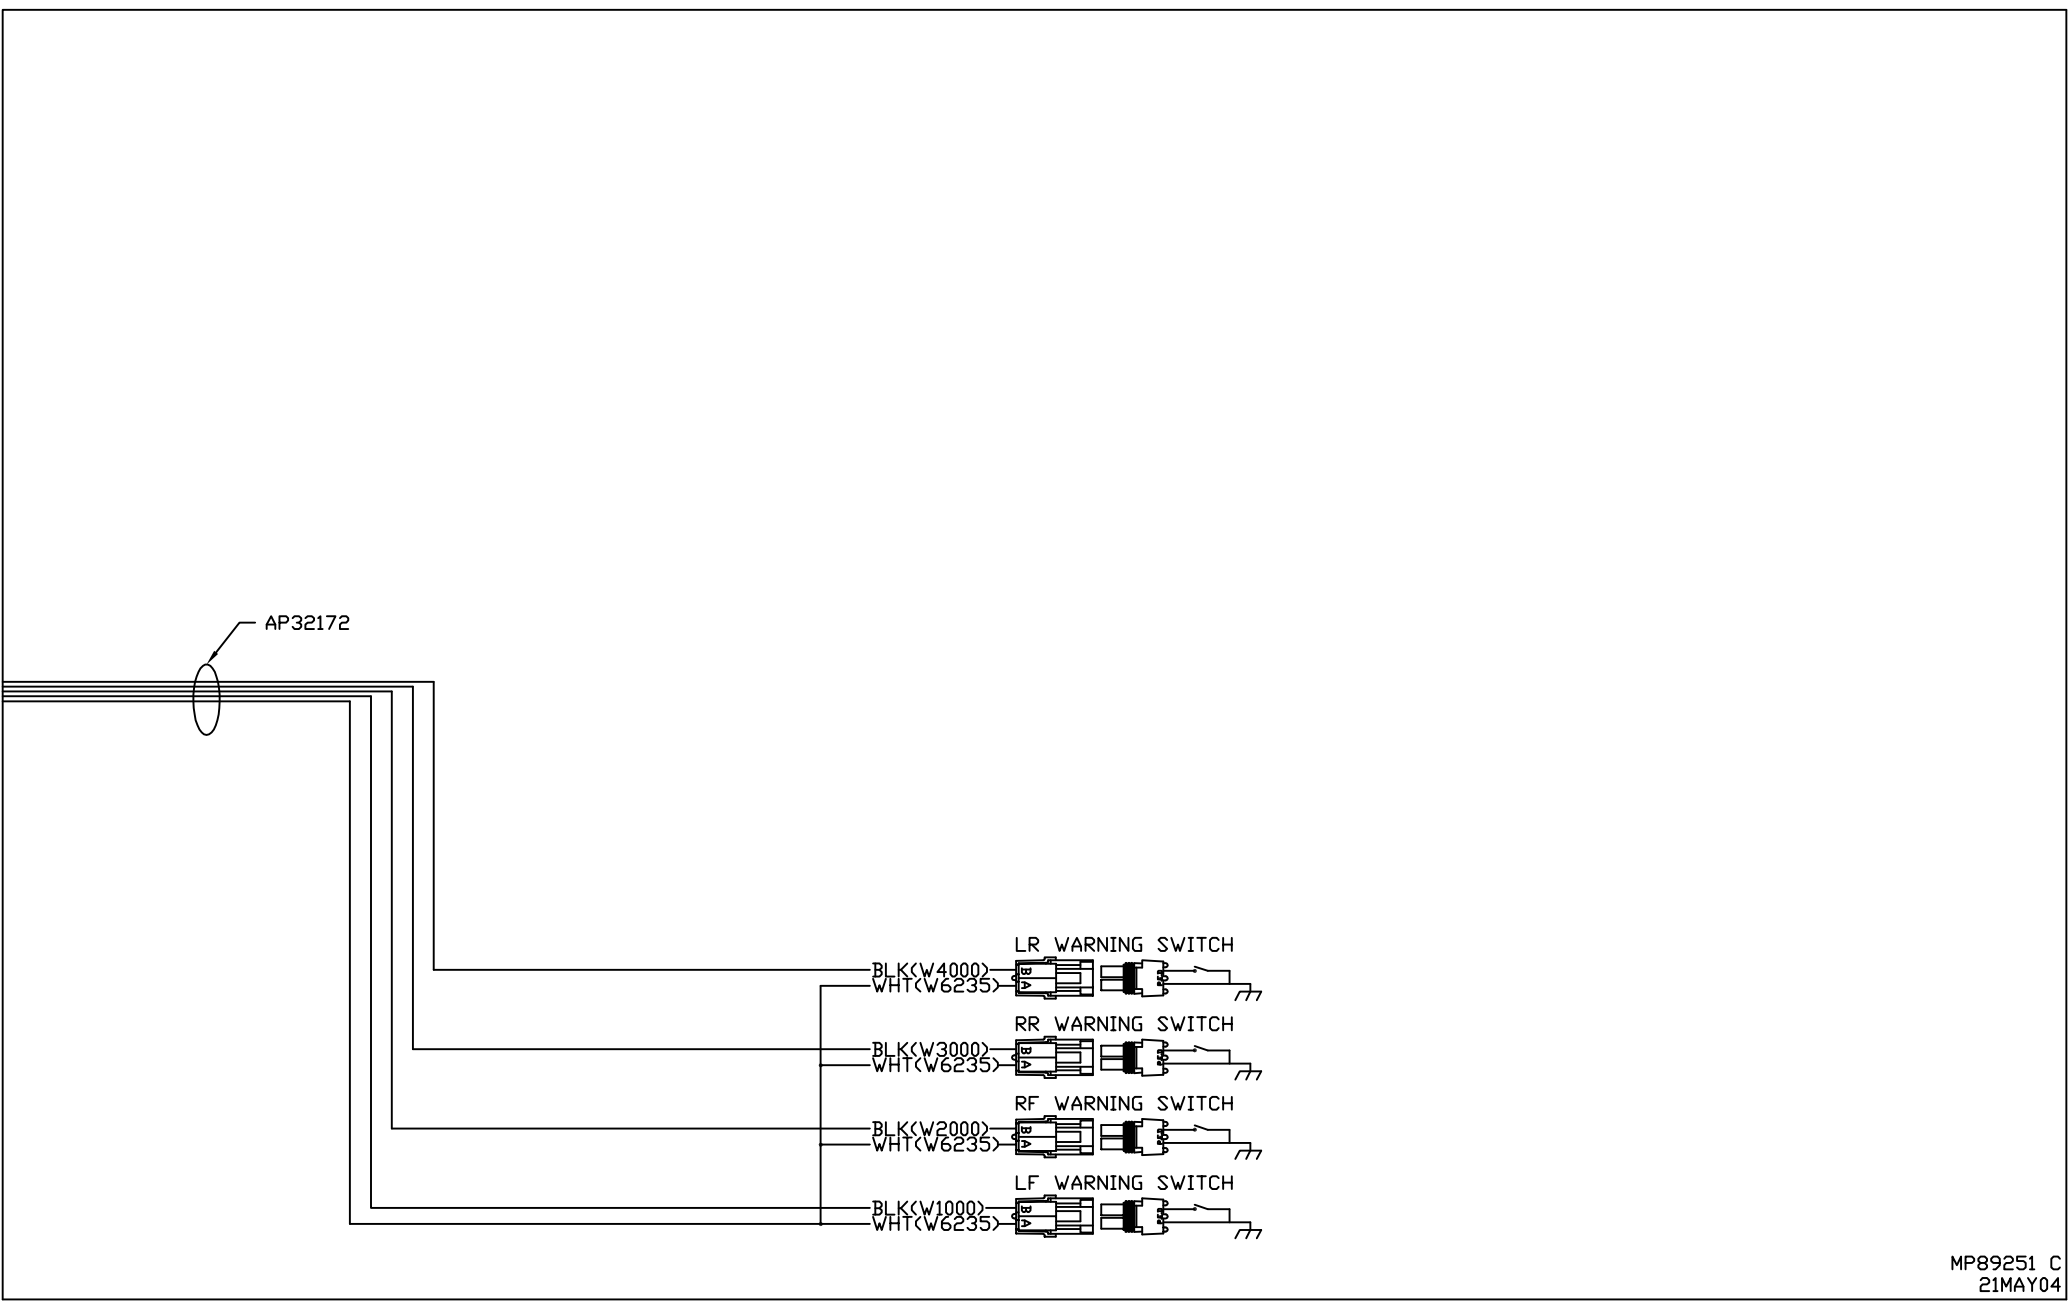 AP32172
LR WARNING SWITCH
BLK(W4000)
B
WHT(W6235)
A
RR WARNING SWITCH
BLK(W3000)
B
WHT(W6235)
A
RF WARNING SWITCH
BLK(W2000)
B
WHT(W6235)
A
LF WARNING SWITCH
BLK(W1000)
B
WHT(W6235)
A
MP89251 C
21MAY04